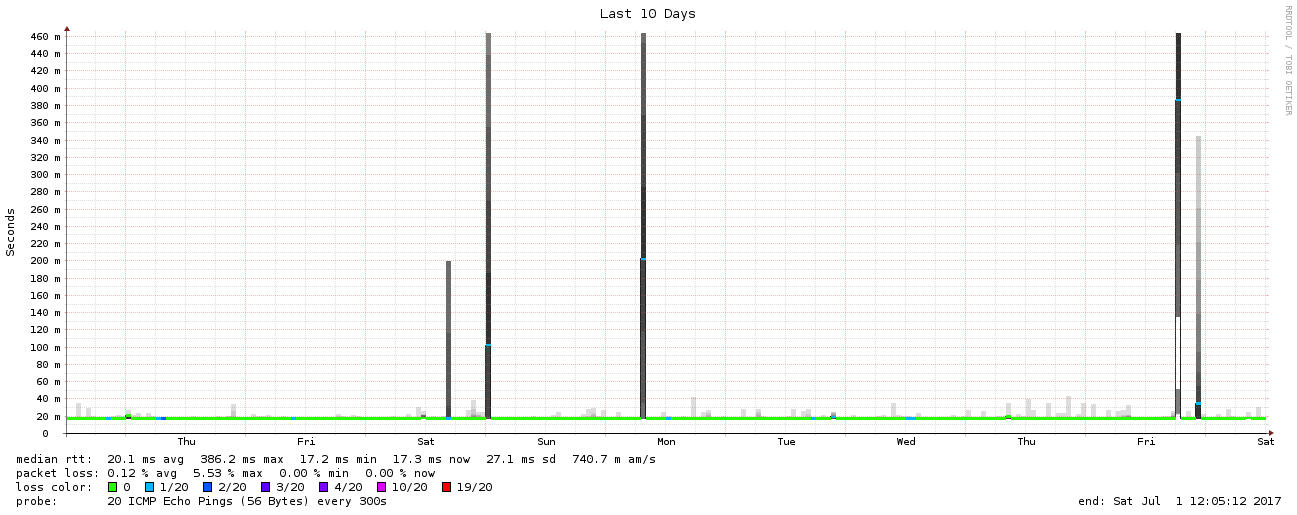 Last 10 Days
RRDTOOL / TOBI OETIKER
Seconds
460 m
440 m
420 m
400 m
380 m
360 m
340 m
320 m
300 m
280 m
260 m
240 m
220 m
200 m
180 m
160 m
140 m
120 m
100 m
80 m
60 m
40 m
20 m
0
Thu Fri Sat Sun Mon Tue Wed Thu Fri Sat
median rtt: 20.1 ms avg 386.2 ms max 17.2 ms min 17.3 ms now 27.1 ms sd 740.7 m am/s
packet loss: 0.12 % avg 5.53 % max 0.00 % min 0.00 % now
loss color: 0 1/20 2/20 3/20 4/20 10/20 19/20
probe: 20 ICMP Echo Pings (56 Bytes) every 300s end: Sat Jul 1 12:05:12 2017